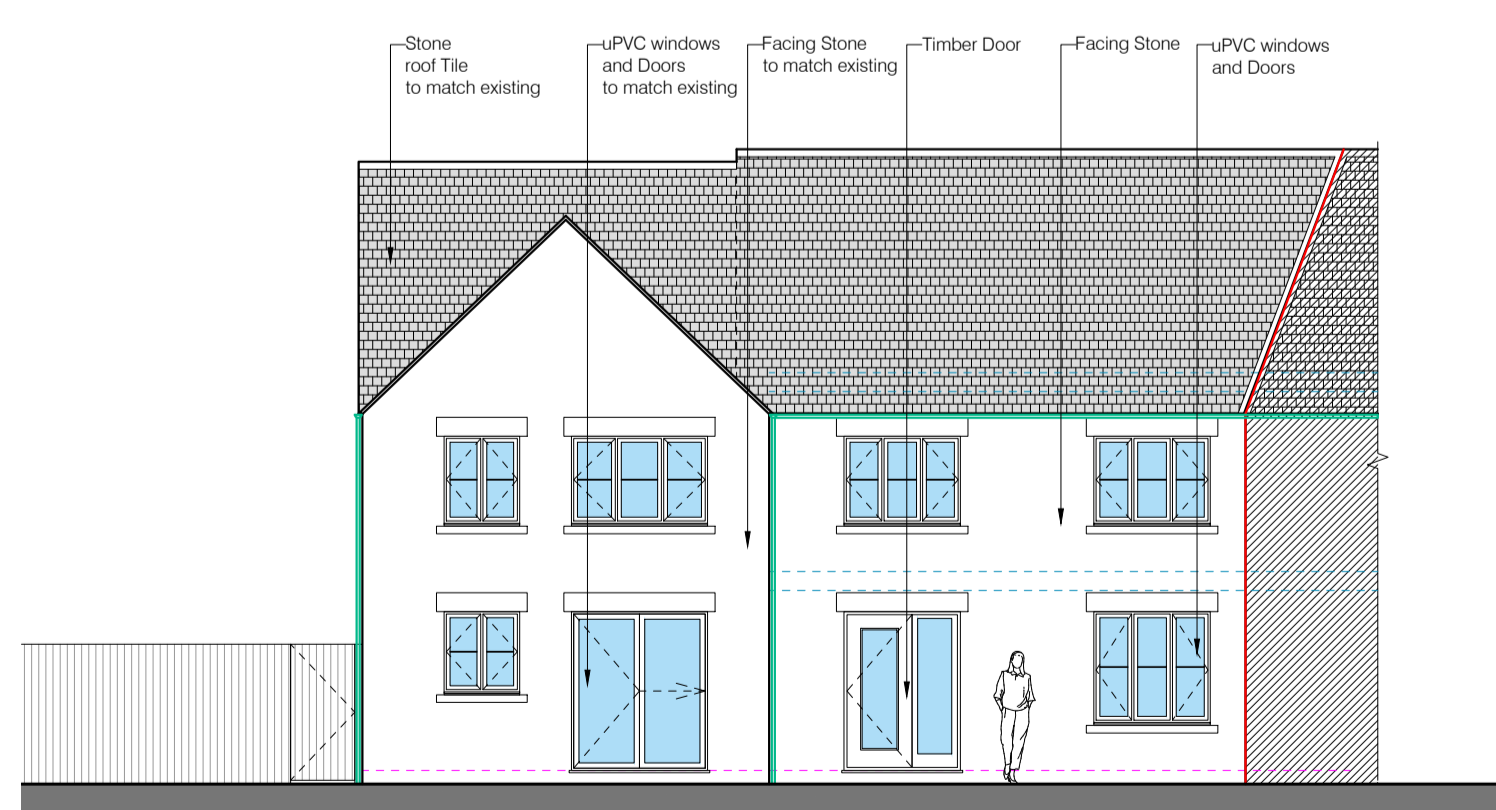 Stone
roof Tile
to match existing
uPVC windows
and Doors
to match existing
Facing Stone
to match existing
Timber Door
Facing Stone
uPVC windows
and Doors